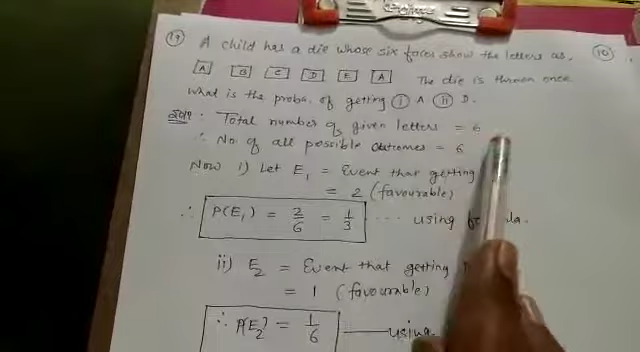 (19) A child has a die whose six faces show the letters as. (10)
A B C D E A The die is thrown once
What is the proba. of getting (i) A (ii) D.
Total number of given letters = 6
∴ No. of all possible outcomes = 6
Now i) Let E1 = Event that getting
= 2 (favourable)
∴ P(E1) = 2/6 = 1/3 ... using
ii) E2 = Event that getting
= 1 (favourable)
∴ P(E2) = 1/6 — using